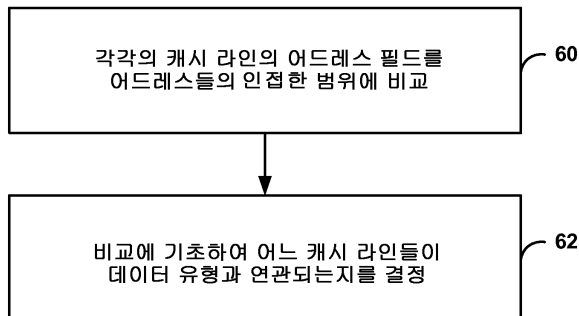 각각의 캐시 라인의 어드레스 필드를
어드레스들의 인접한 범위에 비교
60
비교에 기초하여 어느 캐시 라인들이
데이터 유형과 연관되는지를 결정
62